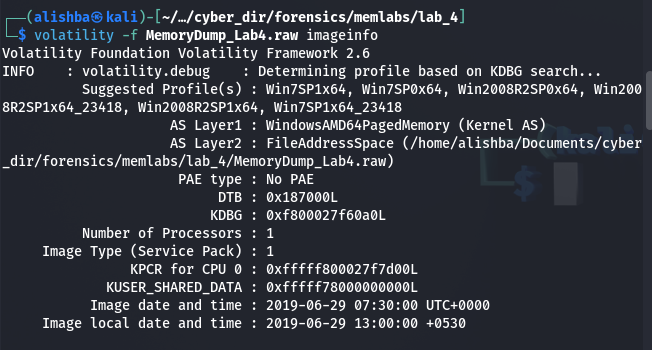 ┌──(alishba㉿kali)-[~/…/cyber_dir/forensics/memlabs/lab_4]
└─$ volatility -f MemoryDump_Lab4.raw imageinfo
Volatility Foundation Volatility Framework 2.6
INFO    : volatility.debug    : Determining profile based on KDBG search...
          Suggested Profile(s) : Win7SP1x64, Win7SP0x64, Win2008R2SP0x64, Win200
8R2SP1x64_23418, Win2008R2SP1x64, Win7SP1x64_23418
                     AS Layer1 : WindowsAMD64PagedMemory (Kernel AS)
                     AS Layer2 : FileAddressSpace (/home/alishba/Documents/cyber
_dir/forensics/memlabs/lab_4/MemoryDump_Lab4.raw)
                      PAE type : No PAE
                           DTB : 0x187000L
                          KDBG : 0xf800027f60a0L
          Number of Processors : 1
     Image Type (Service Pack) : 1
                KPCR for CPU 0 : 0xfffff800027f7d00L
             KUSER_SHARED_DATA : 0xfffff78000000000L
           Image date and time : 2019-06-29 07:30:00 UTC+0000
     Image local date and time : 2019-06-29 13:00:00 +0530